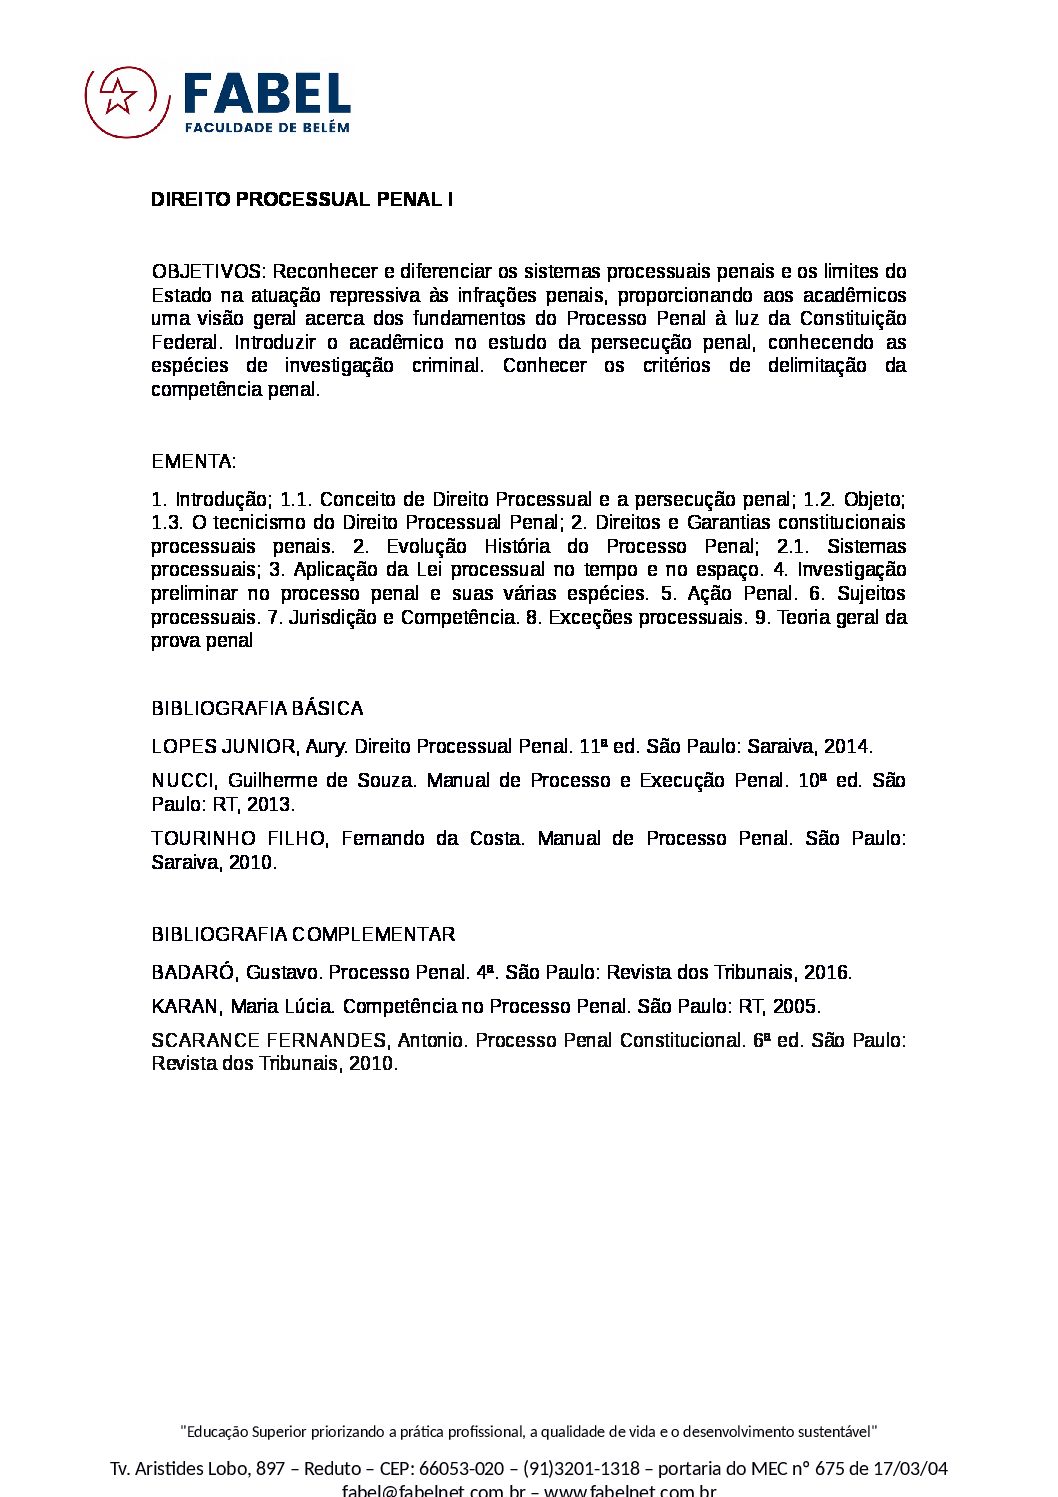 FABEL
FACULDADE DE BELÉM
DIREITO PROCESSUAL PENAL I
OBJETIVOS: Reconhecer e diferenciar os sistemas processuais penais e os limites do
Estado na atuação repressiva às infrações penais, proporcionando aos acadêmicos
uma visão geral acerca dos fundamentos do Processo Penal à luz da Constituição
Federal. Introduzir o acadêmico no estudo da persecução penal, conhecendo as
espécies de investigação criminal. Conhecer os critérios de delimitação da
competência penal.
EMENTA:
1. Introdução; 1.1. Conceito de Direito Processual e a persecução penal; 1.2. Objeto;
1.3. O tecnicismo do Direito Processual Penal; 2. Direitos e Garantias constitucionais
processuais penais. 2. Evolução História do Processo Penal; 2.1. Sistemas
processuais; 3. Aplicação da Lei processual no tempo e no espaço. 4. Investigação
preliminar no processo penal e suas várias espécies. 5. Ação Penal. 6. Sujeitos
processuais. 7. Jurisdição e Competência. 8. Exceções processuais. 9. Teoria geral da
prova penal
BIBLIOGRAFIA BÁSICA
LOPES JUNIOR, Aury. Direito Processual Penal. 11ª ed. São Paulo: Saraiva, 2014.
NUCCI, Guilherme de Souza. Manual de Processo e Execução Penal. 10ª ed. São
Paulo: RT, 2013.
TOURINHO FILHO, Fernando da Costa. Manual de Processo Penal. São Paulo:
Saraiva, 2010.
BIBLIOGRAFIA COMPLEMENTAR
BADARÓ, Gustavo. Processo Penal. 4ª. São Paulo: Revista dos Tribunais, 2016.
KARAN, Maria Lúcia. Competência no Processo Penal. São Paulo: RT, 2005.
SCARANCE FERNANDES, Antonio. Processo Penal Constitucional. 6ª ed. São Paulo:
Revista dos Tribunais, 2010.
"Educação Superior priorizando a prática profissional, a qualidade de vida e o desenvolvimento sustentável"
Tv. Aristides Lobo, 897 – Reduto – CEP: 66053-020 – (91)3201-1318 – portaria do MEC nº 675 de 17/03/04
fabel@fabelnet.com.br – www.fabelnet.com.br